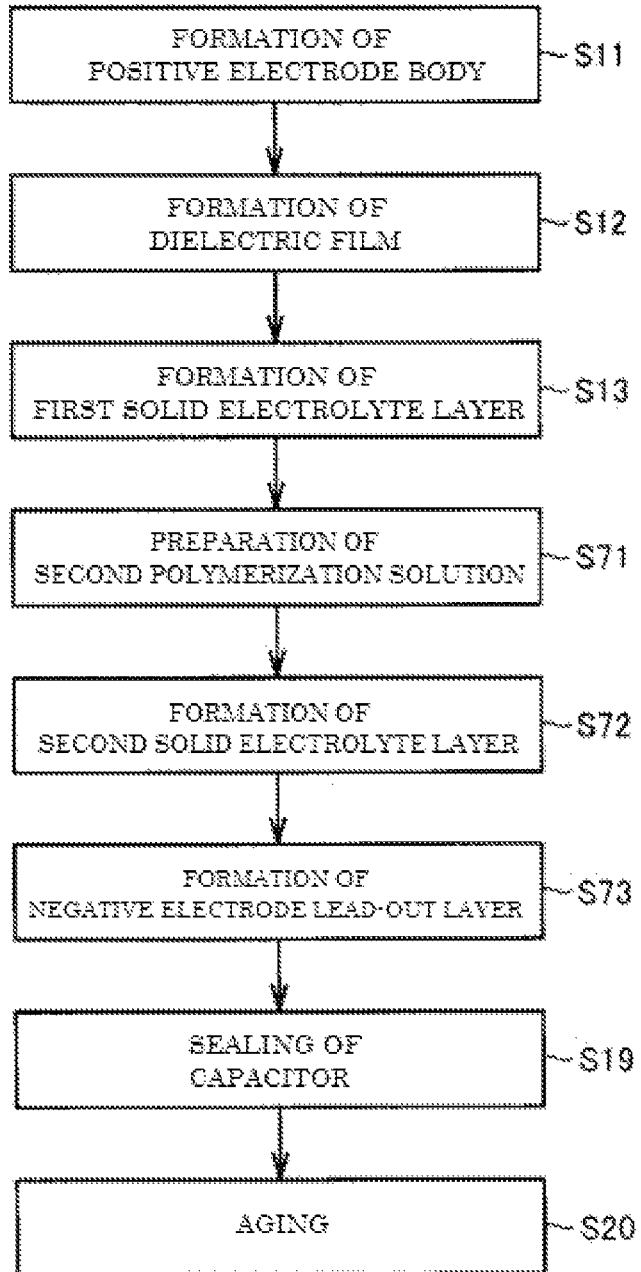 FORMATION OF
POSITIVE ELECTRODE BODY
S11
FORMATION OF
DIELECTRIC FILM
S12
FORMATION OF
FIRST SOLID ELECTROLYTE LAYER
S13
PREPARATION OF
SECOND POLYMERIZATION SOLUTION
S71
FORMATION OF
SECOND SOLID ELECTROLYTE LAYER
S72
FORMATION OF
NEGATIVE ELECTRODE LEAD-OUT LAYER
S73
SEALING OF
CAPACITOR
S19
AGING
S20